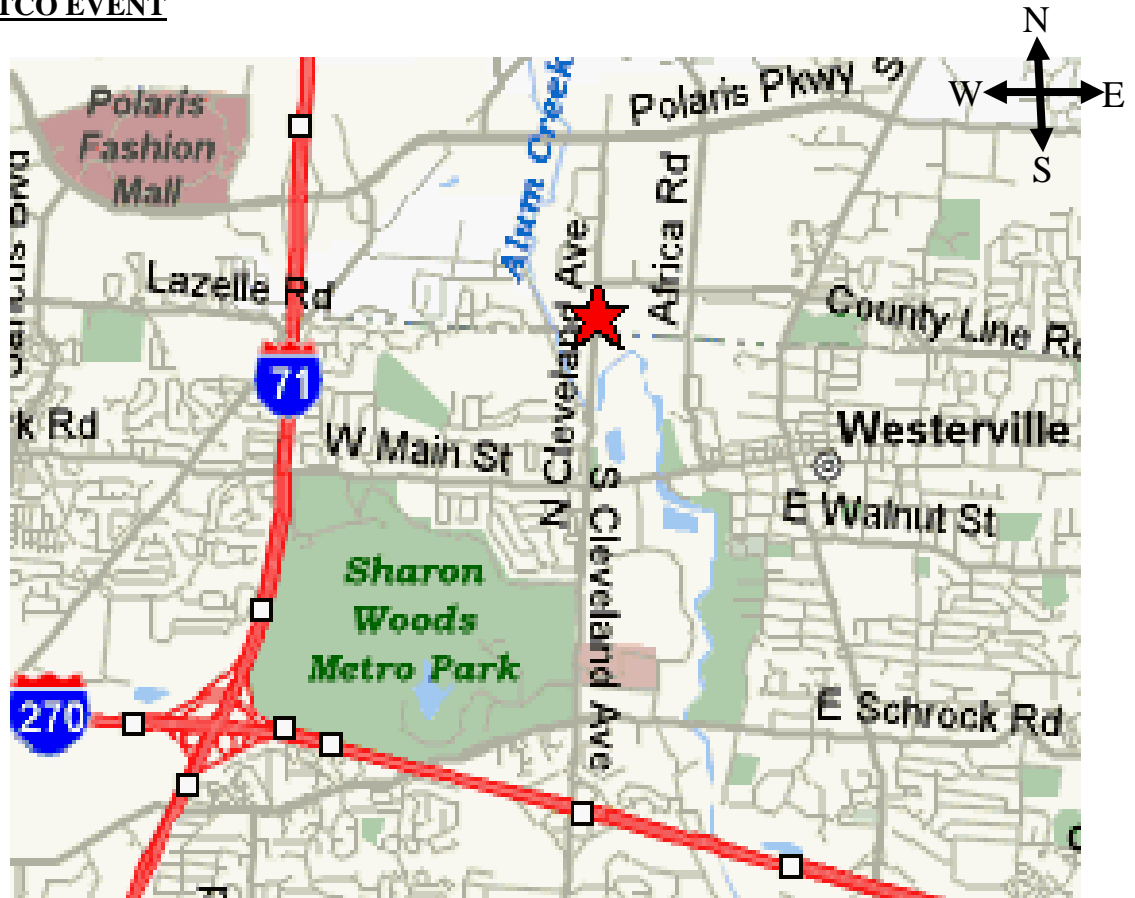 TCO EVENT
N
W E
S
Polaris
Fashion
Mall
Alum Creek
Polaris Pkwy
S
Africa Rd
Lazelle Rd
N Cleveland Ave
County Line
71
k Rd
W Main St
Westerville
S Cleveland Ave
E Walnut St
Sharon
Woods
Metro Park
270
E Schrock Rd